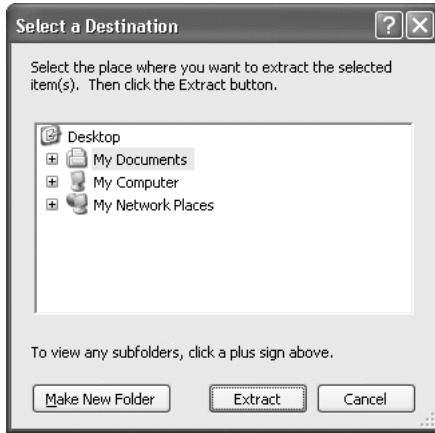 Select a Destination
Select the place where you want to extract the selected
item(s). Then click the Extract button.
Desktop
My Documents
My Computer
My Network Places
To view any subfolders, click a plus sign above.
Make New Folder Extract Cancel